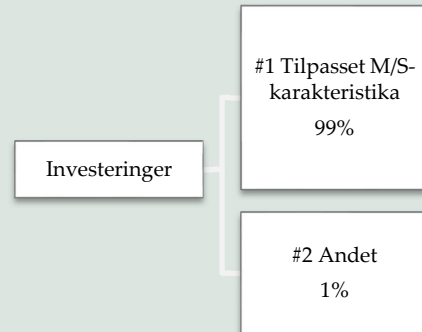 #1 Tilpasset M/S-
karakteristika
99%
Investeringer
#2 Andet
1%